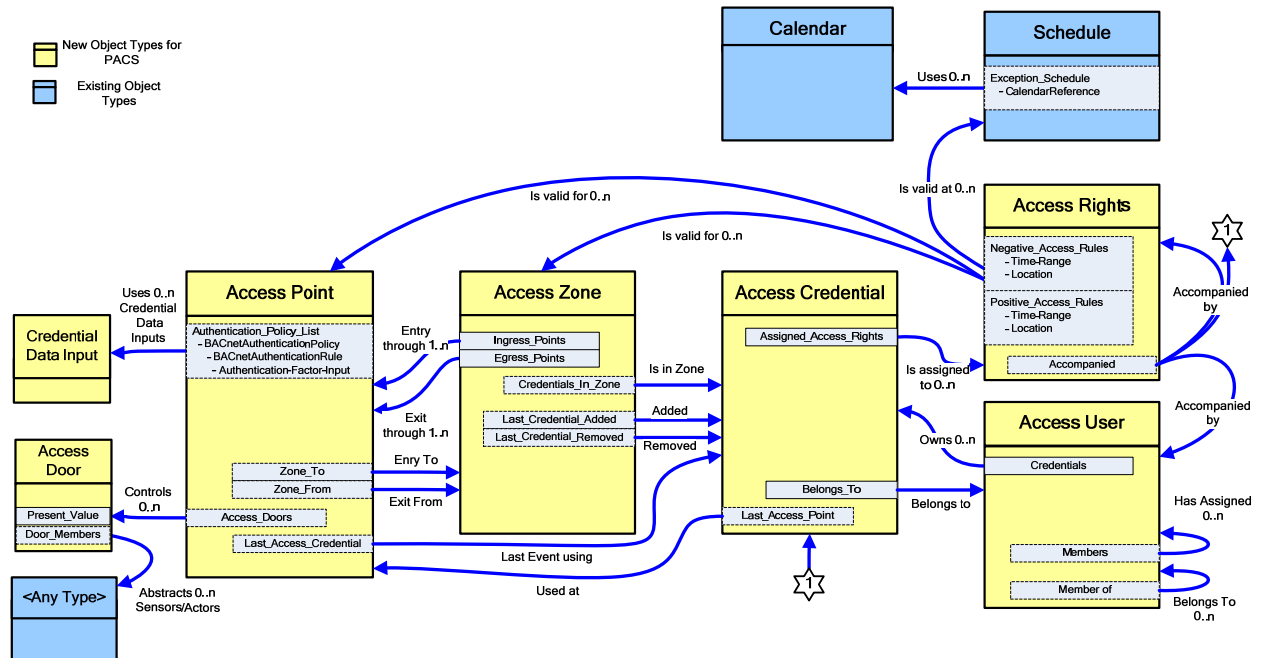 New Object Types for
PACS
Existing Object
Types
Calendar
Schedule
Exception_Schedule
- CalendarReference
Uses 0..n
Is valid at 0..n
Is valid for 0..n
Is valid for 0..n
Access Rights
Negative_Access_Rules
- Time-Range
- Location
Positive_Access_Rules
- Time-Range
- Location
Accompanied
1
Accompanied
by
Accompanied
by
Uses 0..n
Credential
Data
Inputs
Credential
Data Input
Access Point
Authentication_Policy_List
- BACnetAuthenticationPolicy
- BACnetAuthenticationRule
- Authentication-Factor-Input
Zone_To
Zone_From
Access_Doors
Last_Access_Credential
Entry
through 1..n
Exit
through 1..n
Enry To
Exit From
Access Zone
Ingress_Points
Egress_Points
Credentials_In_Zone
Last_Credential_Added
Last_Credential_Removed
Is in Zone
Added
Removed
Access Credential
Assigned_Access_Rights
Belongs_To
Last_Access_Point
Is assigned
to 0..n
Owns 0..n
Belongs to
Last Event using
Used at
1
Access User
Credentials
Members
Member of
Has Assigned
0..n
Belongs To
0..n
Access
Door
Present_Value
Door_Members
Controls
0..n
<Any Type>
Abstracts 0..n
Sensors/Actors